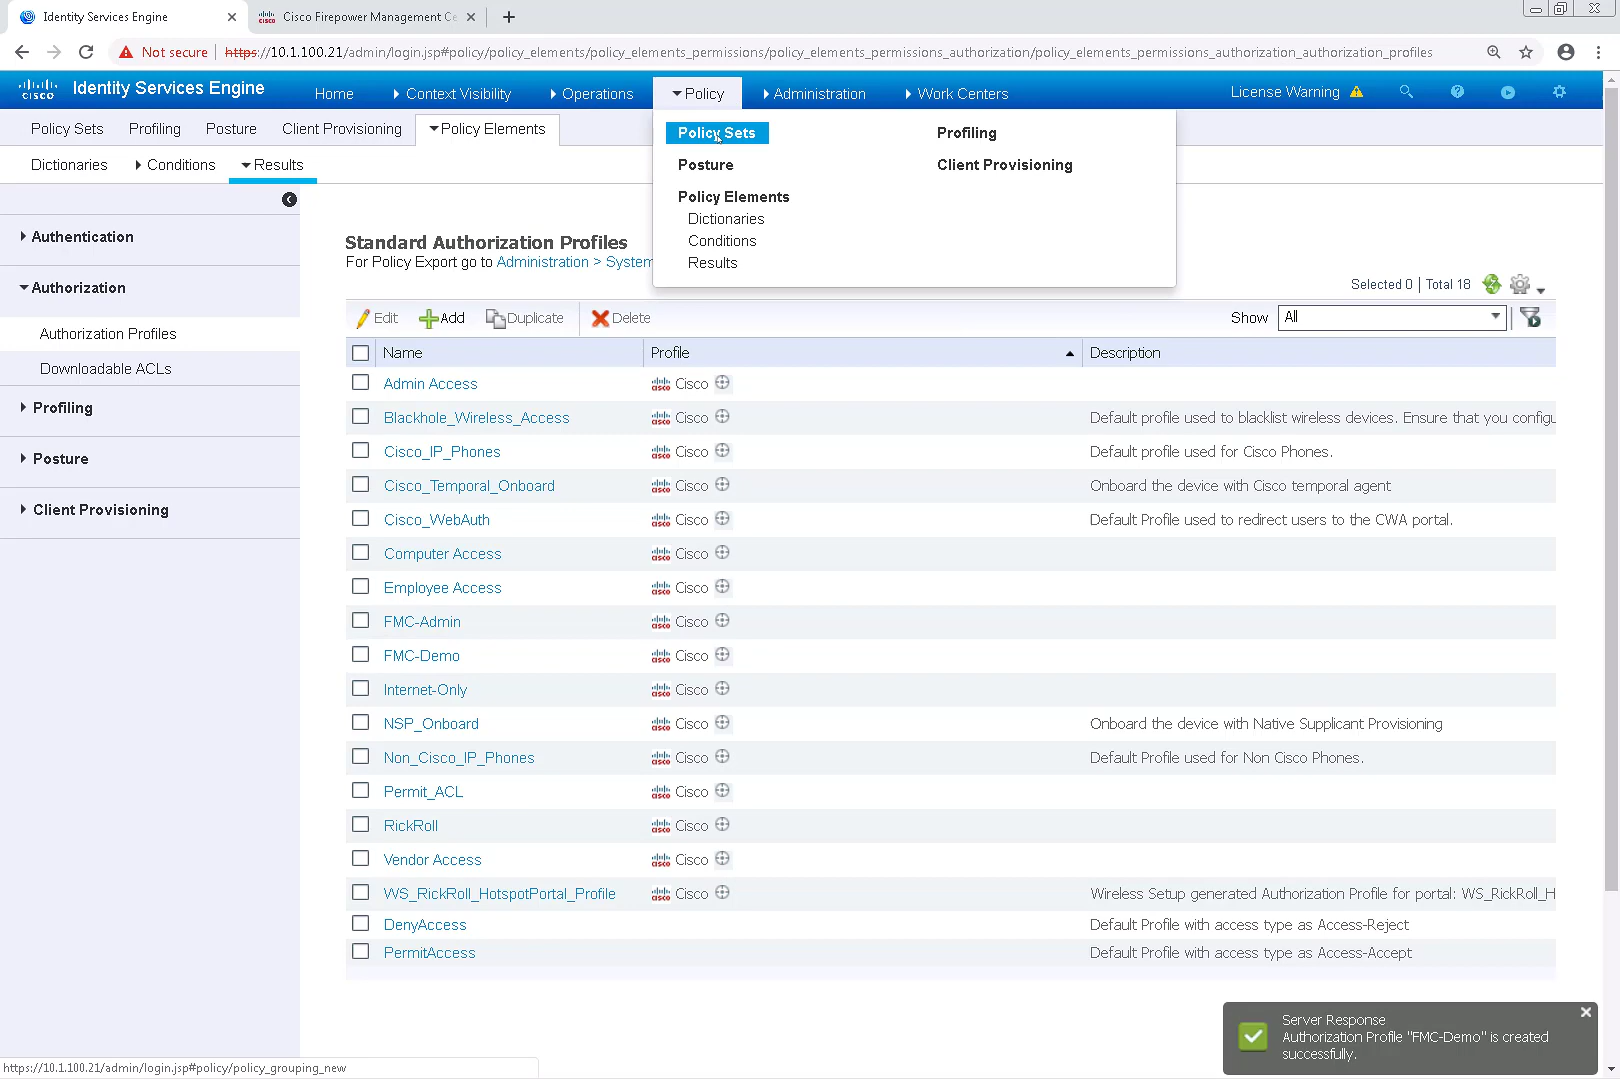 Identity Services Engine
Cisco Firepower Management Ce
Not secure | https://10.1.100.21/admin/login.jsp#policy/policy_elements/policy_elements_permissions/policy_elements_permissions_authorization/policy_elements_permissions_authorization_authorization_profiles
cisco Identity Services Engine Home Context Visibility Operations Policy Administration Work Centers License Warning
Policy Sets Profiling Posture Client Provisioning Policy Elements
Policy Sets Profiling
Dictionaries Conditions Results
Posture Client Provisioning
Policy Elements
Dictionaries
Conditions
Results
Authentication
Authorization
Authorization Profiles
Downloadable ACLs
Profiling
Posture
Client Provisioning
Standard Authorization Profiles
For Policy Export go to Administration > System
Selected 0 | Total 18
Edit Add Duplicate Delete Show All
Name Profile Description
Admin Access Cisco
Blackhole_Wireless_Access Cisco Default profile used to blacklist wireless devices. Ensure that you configu
Cisco_IP_Phones Cisco Default profile used for Cisco Phones.
Cisco_Temporal_Onboard Cisco Onboard the device with Cisco temporal agent
Cisco_WebAuth Cisco Default Profile used to redirect users to the CWA portal.
Computer Access Cisco
Employee Access Cisco
FMC-Admin Cisco
FMC-Demo Cisco
Internet-Only Cisco
NSP_Onboard Cisco Onboard the device with Native Supplicant Provisioning
Non_Cisco_IP_Phones Cisco Default Profile used for Non Cisco Phones.
Permit_ACL Cisco
RickRoll Cisco
Vendor Access Cisco
WS_RickRoll_HotspotPortal_Profile Cisco Wireless Setup generated Authorization Profile for portal: WS_RickRoll_H
DenyAccess Default Profile with access type as Access-Reject
PermitAccess Default Profile with access type as Access-Accept
Server Response
Authorization Profile "FMC-Demo" is created
successfully.
https://10.1.100.21/admin/login.jsp#policy/policy_grouping_new